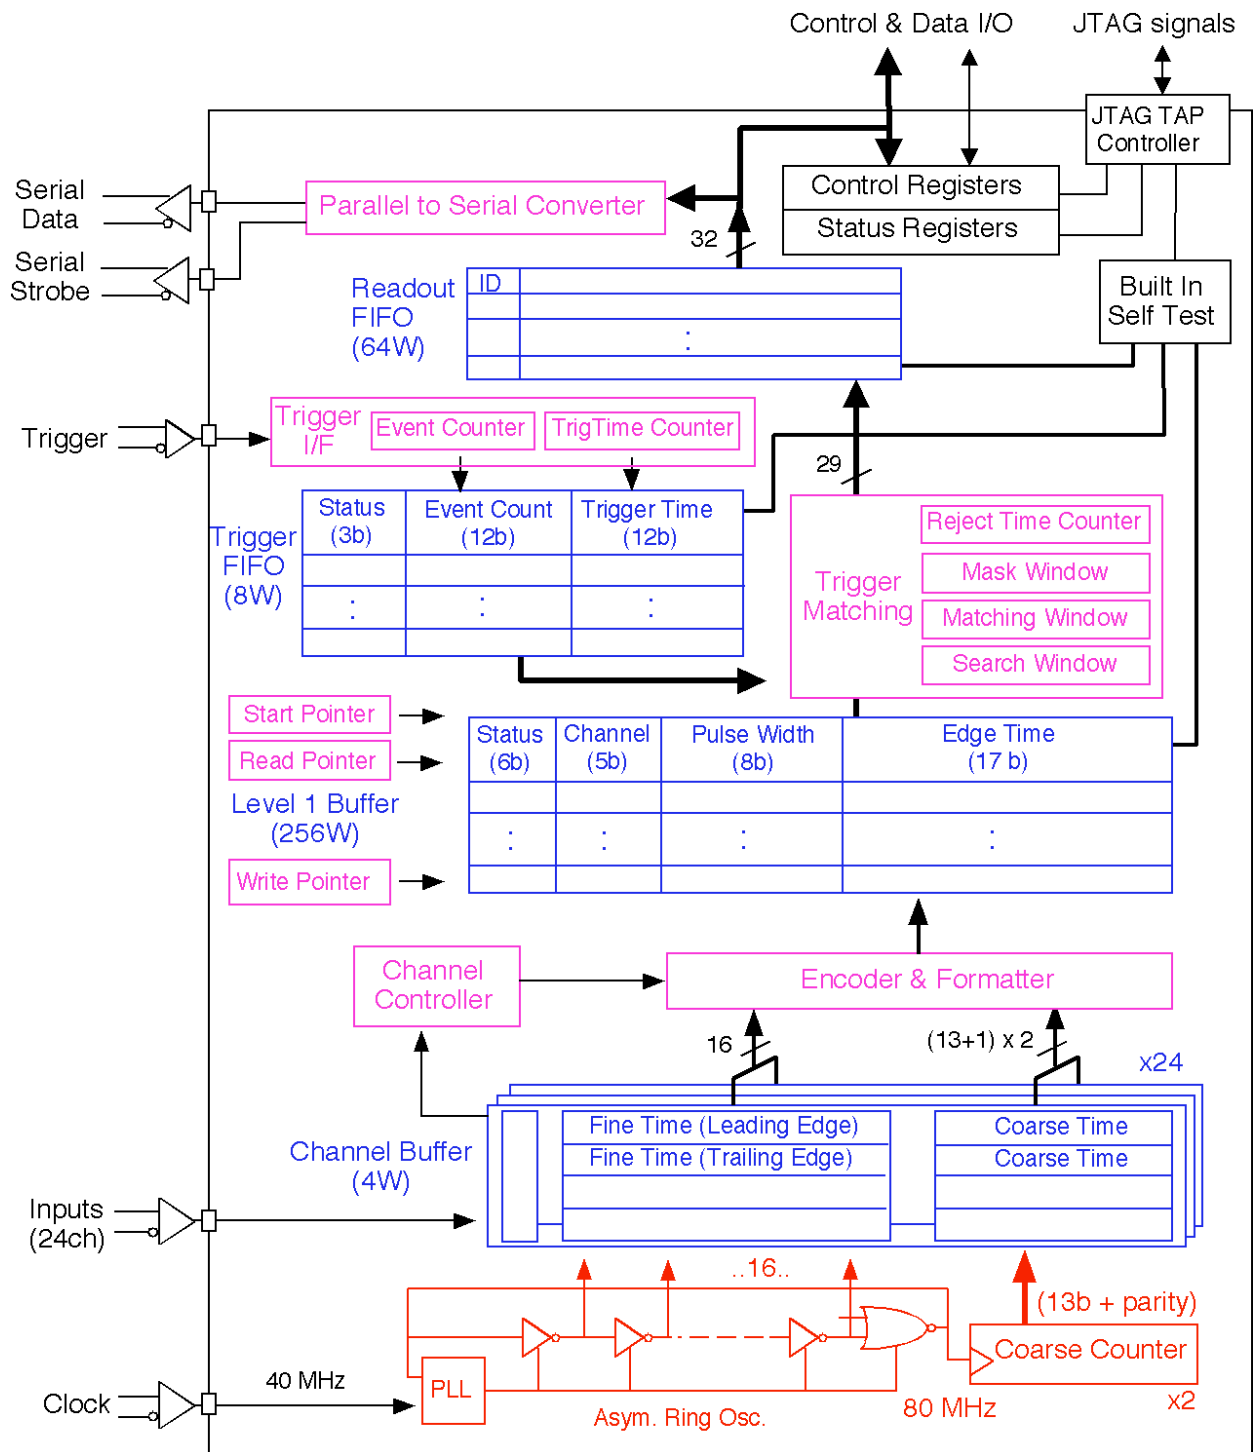 Control & Data I/O
JTAG signals
JTAG TAP
Controller
Serial
Data
Parallel to Serial Converter
Control Registers
Status Registers
32
Serial
Strobe
Readout
FIFO
(64W)
ID
:
Built In
Self Test
Trigger
Trigger
I/F
Event Counter
TrigTime Counter
29
Trigger
FIFO
(8W)
Status
(3b)
Event Count
(12b)
Trigger Time
(12b)
:
:
:
Trigger
Matching
Reject Time Counter
Mask Window
Matching Window
Search Window
Start Pointer
Read Pointer
Level 1 Buffer
(256W)
Write Pointer
Status
(6b)
Channel
(5b)
Pulse Width
(8b)
Edge Time
(17 b)
:
:
:
:
Channel
Controller
Encoder & Formatter
16
(13+1) x 2
x24
Channel Buffer
(4W)
Fine Time (Leading Edge)
Coarse Time
Fine Time (Trailing Edge)
Coarse Time
Inputs
(24ch)
..16..
(13b + parity)
Coarse Counter
x2
Clock
40 MHz
PLL
Asym. Ring Osc.
80 MHz